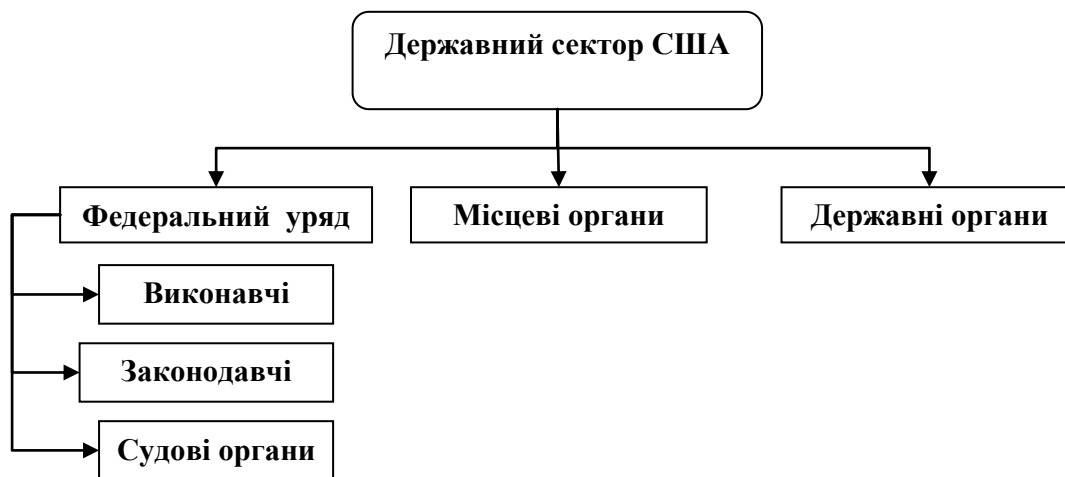 Державний сектор США
Федеральний уряд
Місцеві органи
Державні органи
Виконавчі
Законодавчі
Судові органи